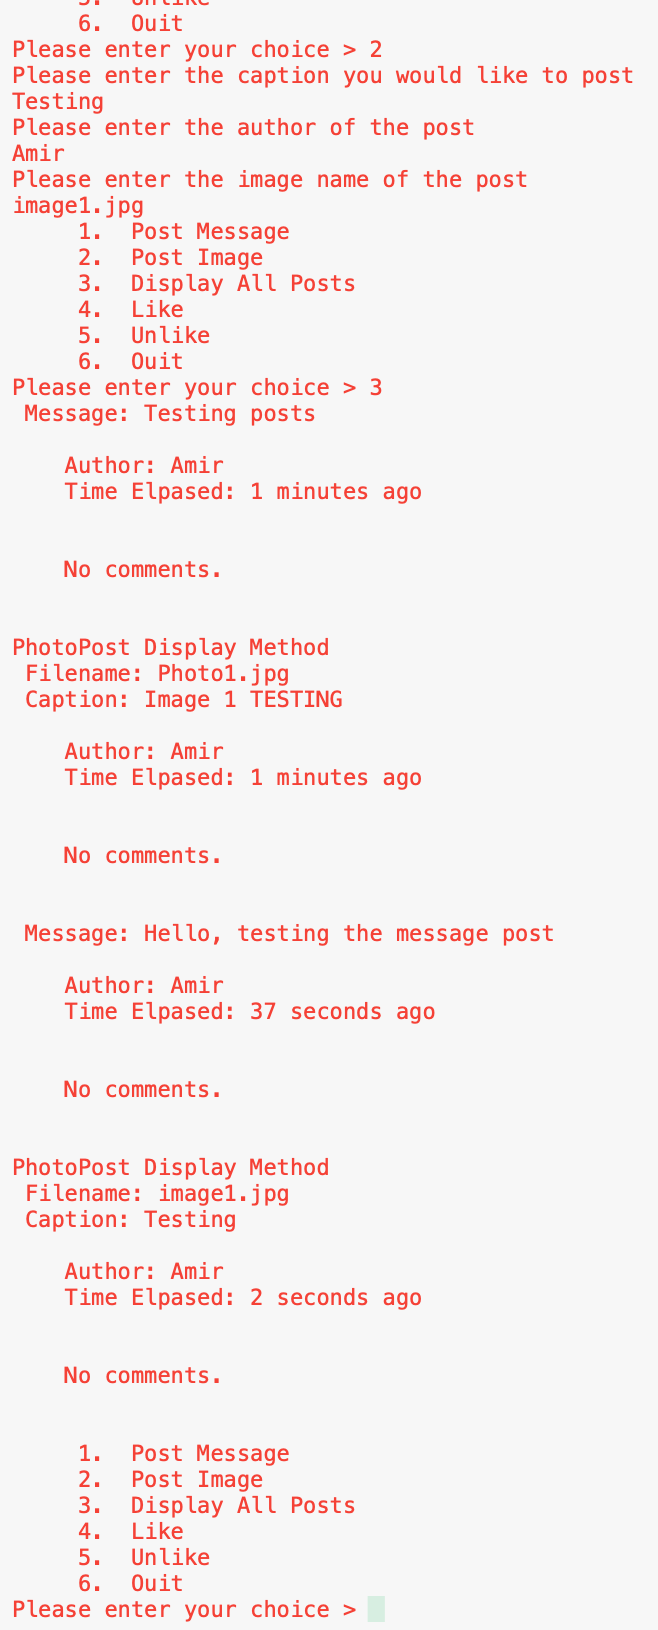 5. Unlike
6. Ouit
Please enter your choice > 2
Please enter the caption you would like to post
Testing
Please enter the author of the post
Amir
Please enter the image name of the post
image1.jpg
1. Post Message
2. Post Image
3. Display All Posts
4. Like
5. Unlike
6. Ouit
Please enter your choice > 3
Message: Testing posts
Author: Amir
Time Elpased: 1 minutes ago
No comments.
PhotoPost Display Method
Filename: Photo1.jpg
Caption: Image 1 TESTING
Author: Amir
Time Elpased: 1 minutes ago
No comments.
Message: Hello, testing the message post
Author: Amir
Time Elpased: 37 seconds ago
No comments.
PhotoPost Display Method
Filename: image1.jpg
Caption: Testing
Author: Amir
Time Elpased: 2 seconds ago
No comments.
1. Post Message
2. Post Image
3. Display All Posts
4. Like
5. Unlike
6. Ouit
Please enter your choice >